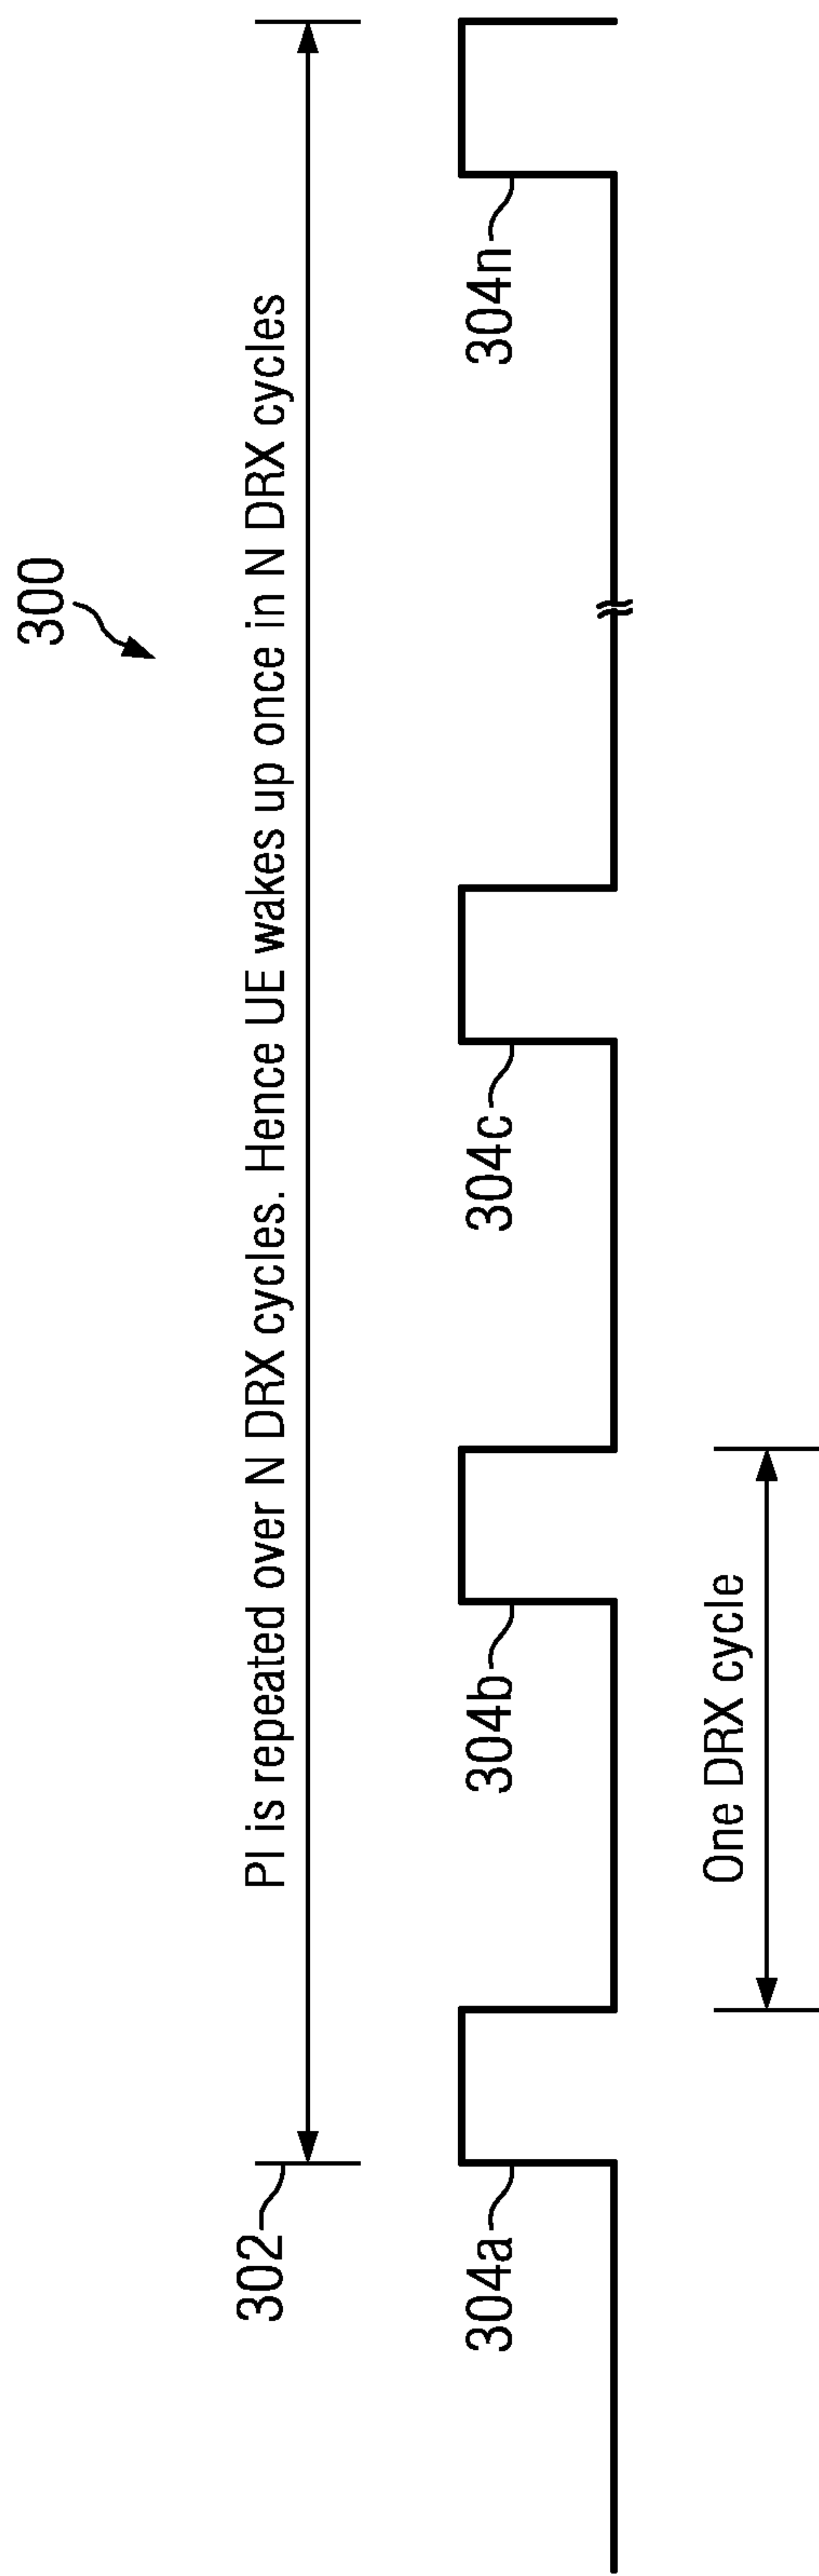 300
302
PI is repeated over N DRX cycles. Hence UE wakes up once in N DRX cycles
304a
304b
304c
304n
One DRX cycle